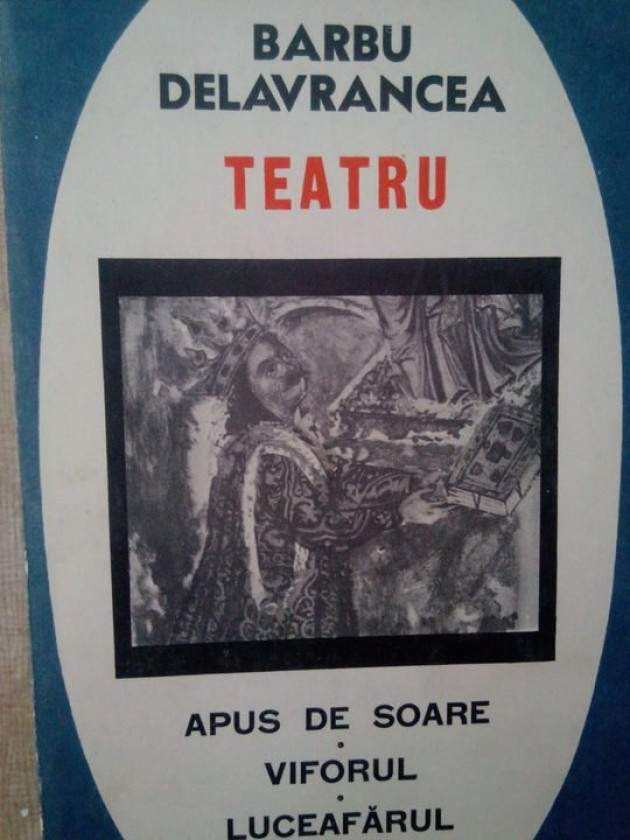 BARBU
DELAVRANCEA
TEATRU
APUS DE SOARE
•
VIFORUL
•
LUCEAFĂRUL